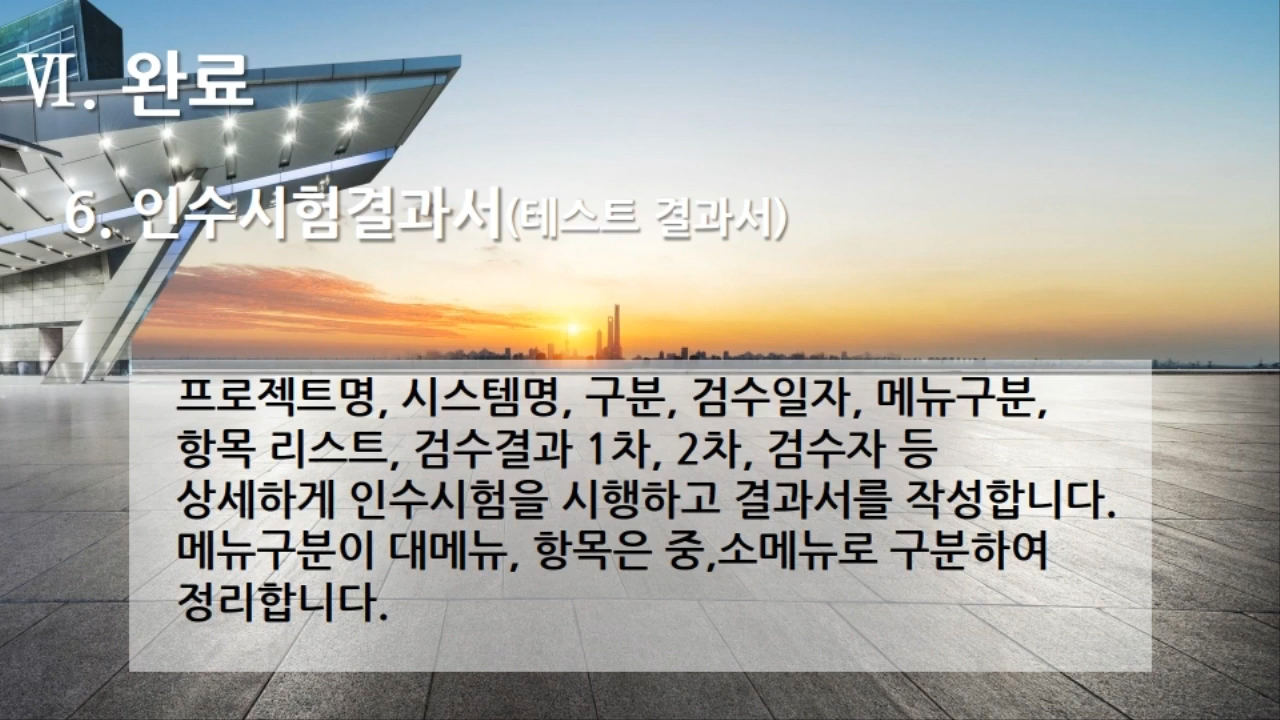 Ⅵ. 완료
6. 인수시험결과서(테스트 결과서)
프로젝트명, 시스템명, 구분, 검수일자, 메뉴구분,
항목 리스트, 검수결과 1차, 2차, 검수자 등
상세하게 인수시험을 시행하고 결과서를 작성합니다.
메뉴구분이 대메뉴, 항목은 중,소메뉴로 구분하여
정리합니다.